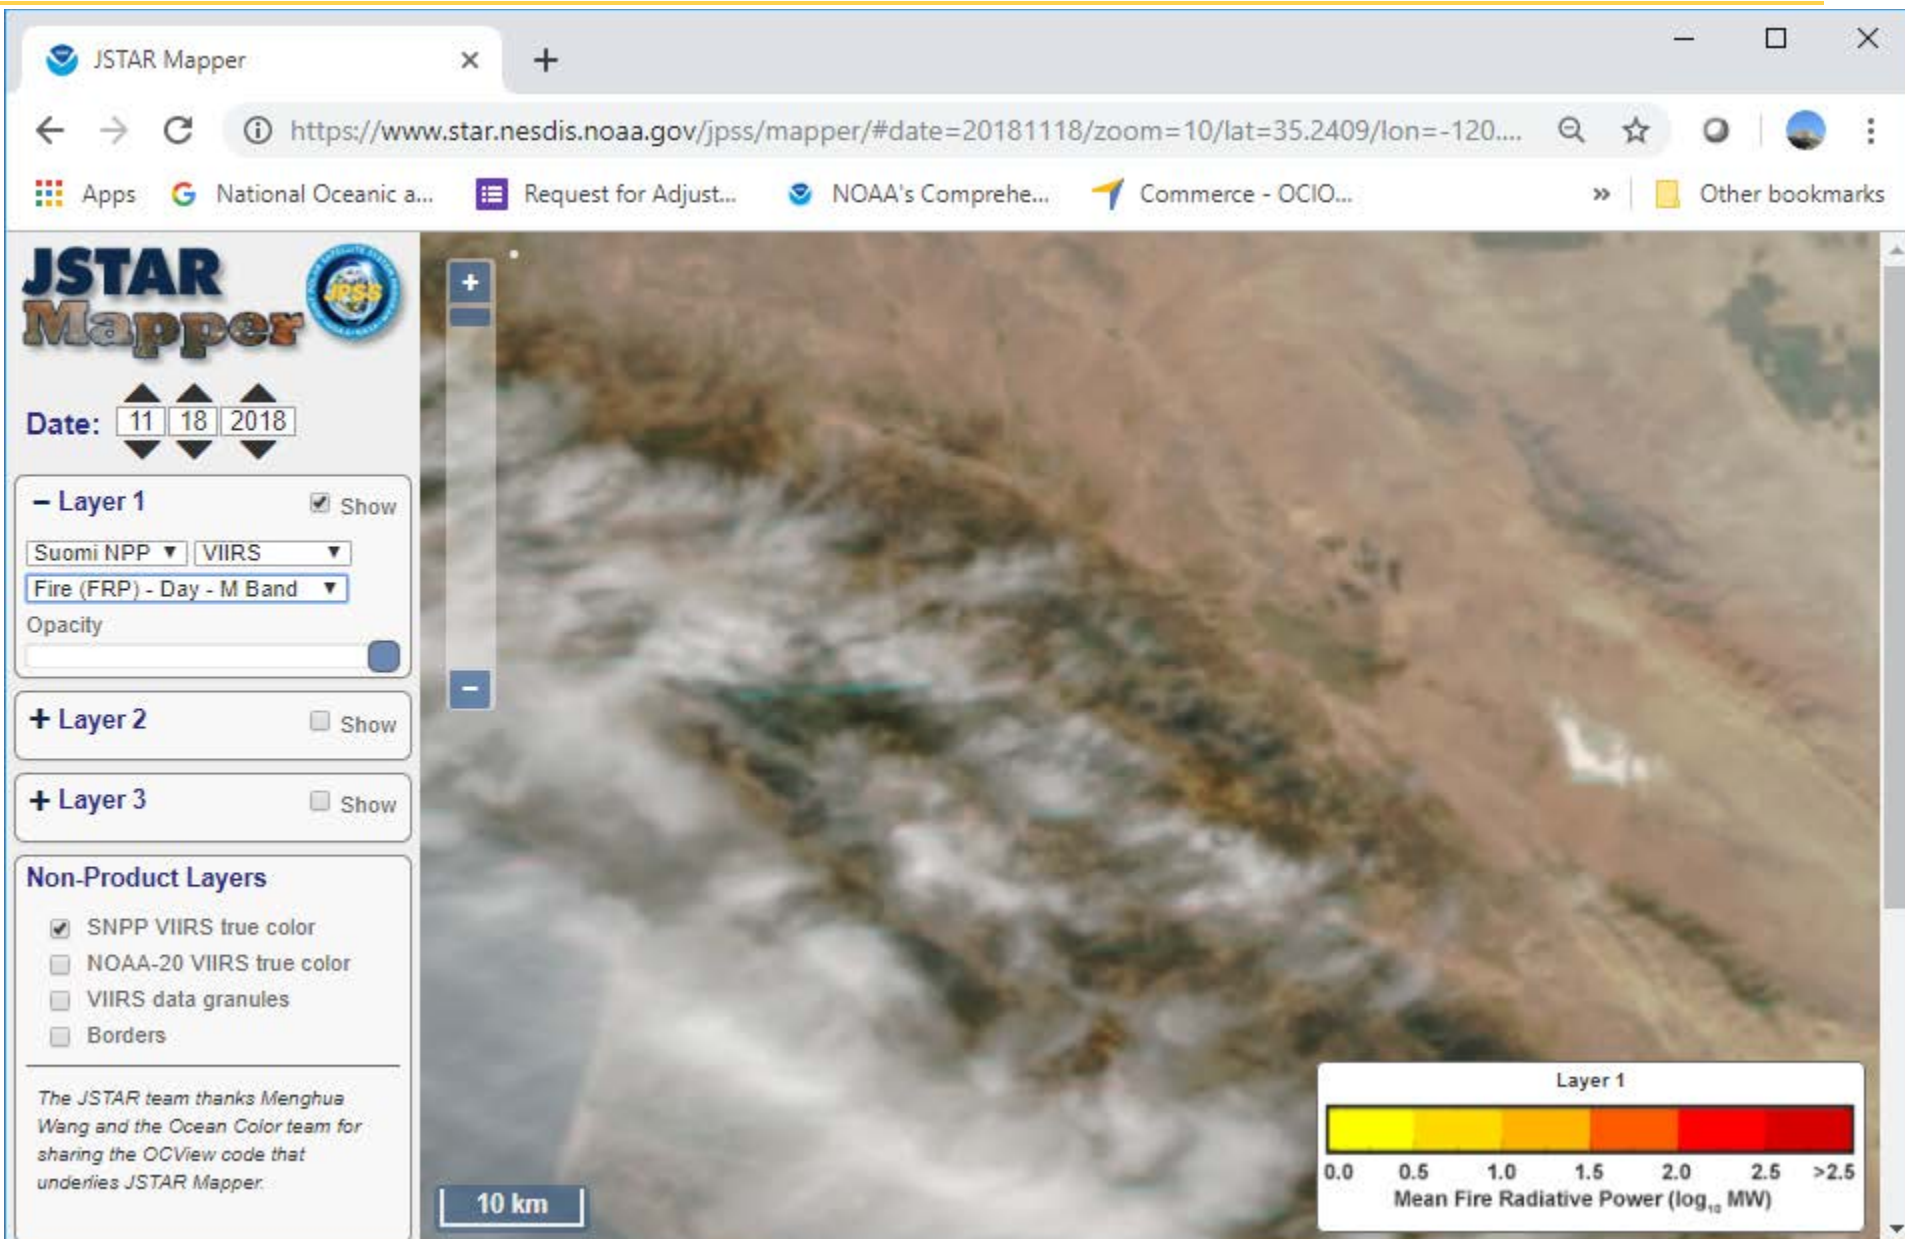 JSTAR Mapper
https://www.star.nesdis.noaa.gov/jpss/mapper/#date=20181118/zoom=10/lat=35.2409/lon=-120....
Apps
National Oceanic a...
Request for Adjust...
NOAA's Comprehe...
Commerce - OCIO...
»
Other bookmarks
JSTAR
Mapper
JPSS
Date: 11 18 2018
− Layer 1 Show
Suomi NPP VIIRS
Fire (FRP) - Day - M Band
Opacity
+ Layer 2 Show
+ Layer 3 Show
Non-Product Layers
SNPP VIIRS true color
NOAA-20 VIIRS true color
VIIRS data granules
Borders
The JSTAR team thanks Menghua
Wang and the Ocean Color team for
sharing the OCView code that
underlies JSTAR Mapper.
+
−
10 km
Layer 1
0.0 0.5 1.0 1.5 2.0 2.5 >2.5
Mean Fire Radiative Power (log₁₀ MW)